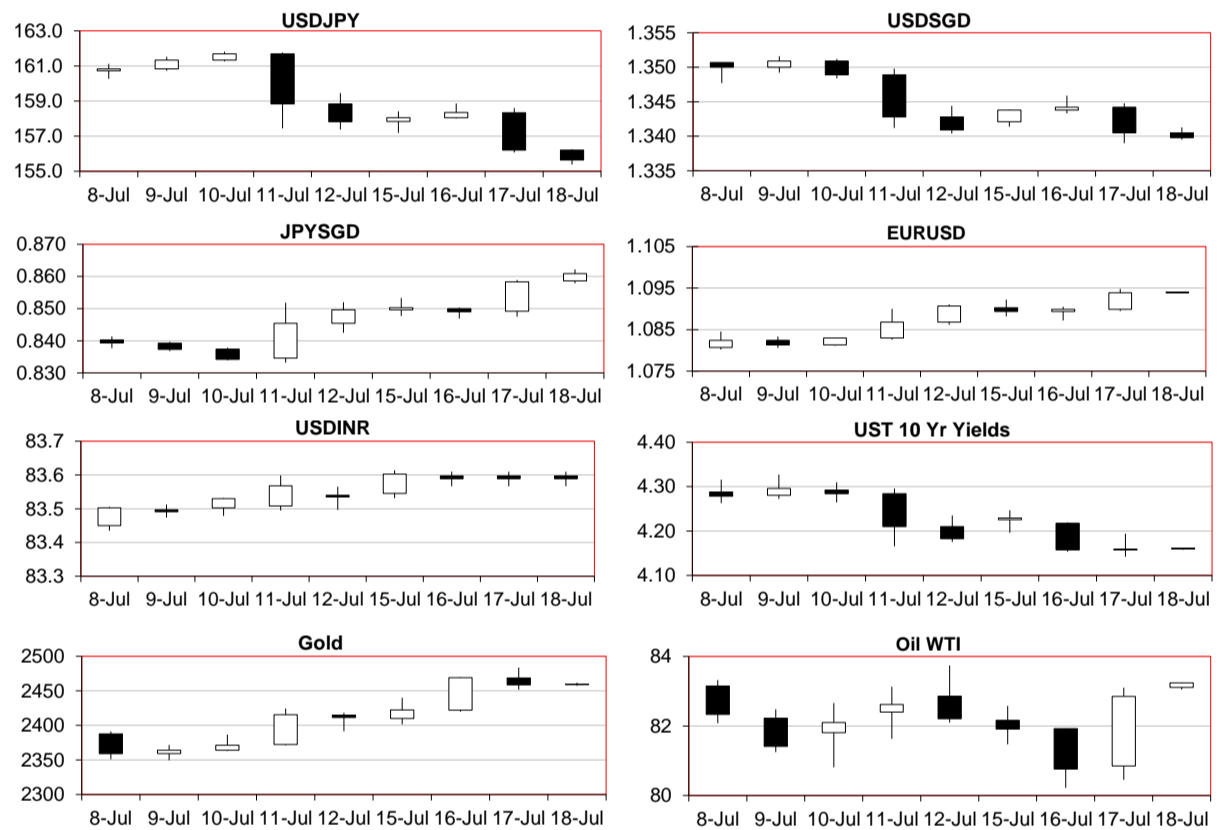 USDJPY
163.0
161.0
159.0
157.0
155.0
8-Jul 9-Jul 10-Jul 11-Jul 12-Jul 15-Jul 16-Jul 17-Jul 18-Jul
USDSGD
1.355
1.350
1.345
1.340
1.335
8-Jul 9-Jul 10-Jul 11-Jul 12-Jul 15-Jul 16-Jul 17-Jul 18-Jul
JPYSGD
0.870
0.860
0.850
0.840
0.830
8-Jul 9-Jul 10-Jul 11-Jul 12-Jul 15-Jul 16-Jul 17-Jul 18-Jul
EURUSD
1.105
1.095
1.085
1.075
8-Jul 9-Jul 10-Jul 11-Jul 12-Jul 15-Jul 16-Jul 17-Jul 18-Jul
USDINR
83.7
83.6
83.5
83.4
83.3
8-Jul 9-Jul 10-Jul 11-Jul 12-Jul 15-Jul 16-Jul 17-Jul 18-Jul
UST 10 Yr Yields
4.40
4.30
4.20
4.10
8-Jul 9-Jul 10-Jul 11-Jul 12-Jul 15-Jul 16-Jul 17-Jul 18-Jul
Gold
2500
2450
2400
2350
2300
8-Jul 9-Jul 10-Jul 11-Jul 12-Jul 15-Jul 16-Jul 17-Jul 18-Jul
Oil WTI
84
82
80
8-Jul 9-Jul 10-Jul 11-Jul 12-Jul 15-Jul 16-Jul 17-Jul 18-Jul